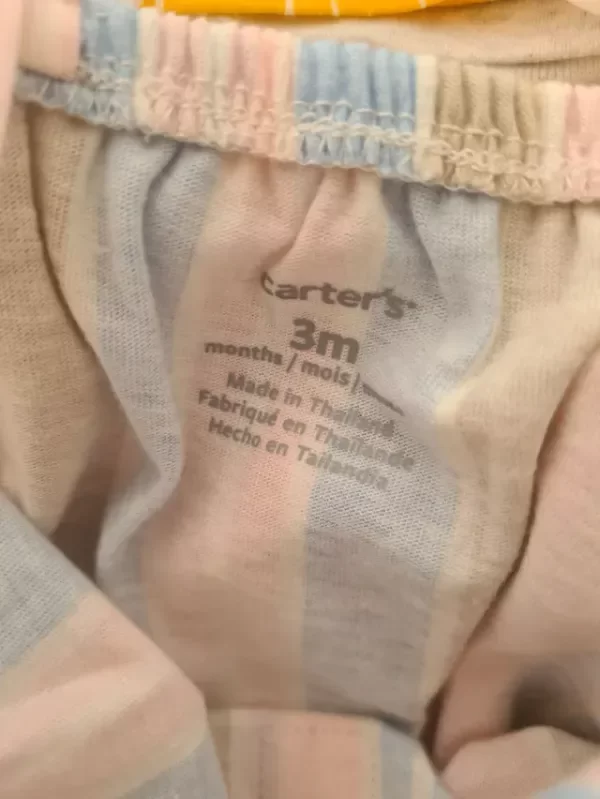 carter's
3m
months / mois /
Made in Thailand
Fabriqué en Thaïlande
Hecho en Tailandia